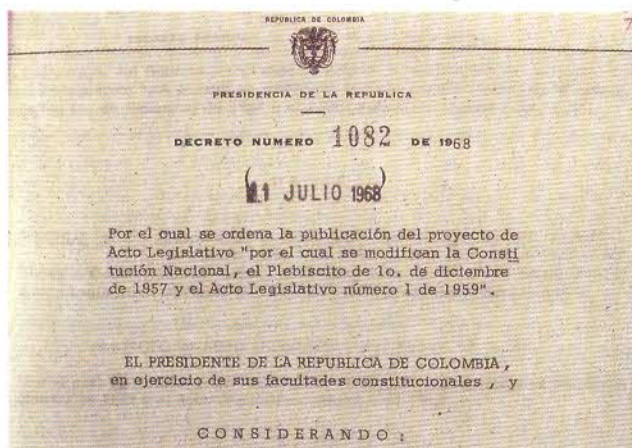 REPUBLICA DE COLOMBIA
7
PRESIDENCIA DE LA REPUBLICA
DECRETO NUMERO 1082 DE 1968
(21 JULIO 1968)
Por el cual se ordena la publicación del proyecto de
Acto Legislativo "por el cual se modifican la Consti
tución Nacional, el Plebiscito de 1o. de diciembre
de 1957 y el Acto Legislativo número 1 de 1959".
EL PRESIDENTE DE LA REPUBLICA DE COLOMBIA,
en ejercicio de sus facultades constitucionales, y
CONSIDERANDO: